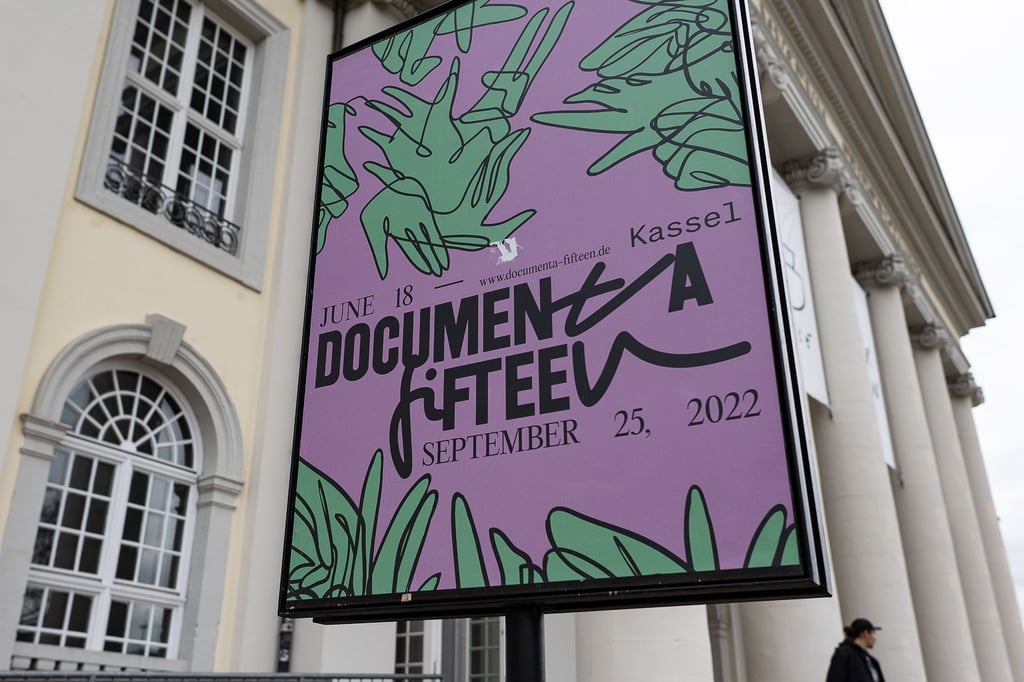 Kassel
www.documenta-fifteen.de
JUNE 18 —
DOCUMENTA
FIFTEEN
SEPTEMBER 25, 2022